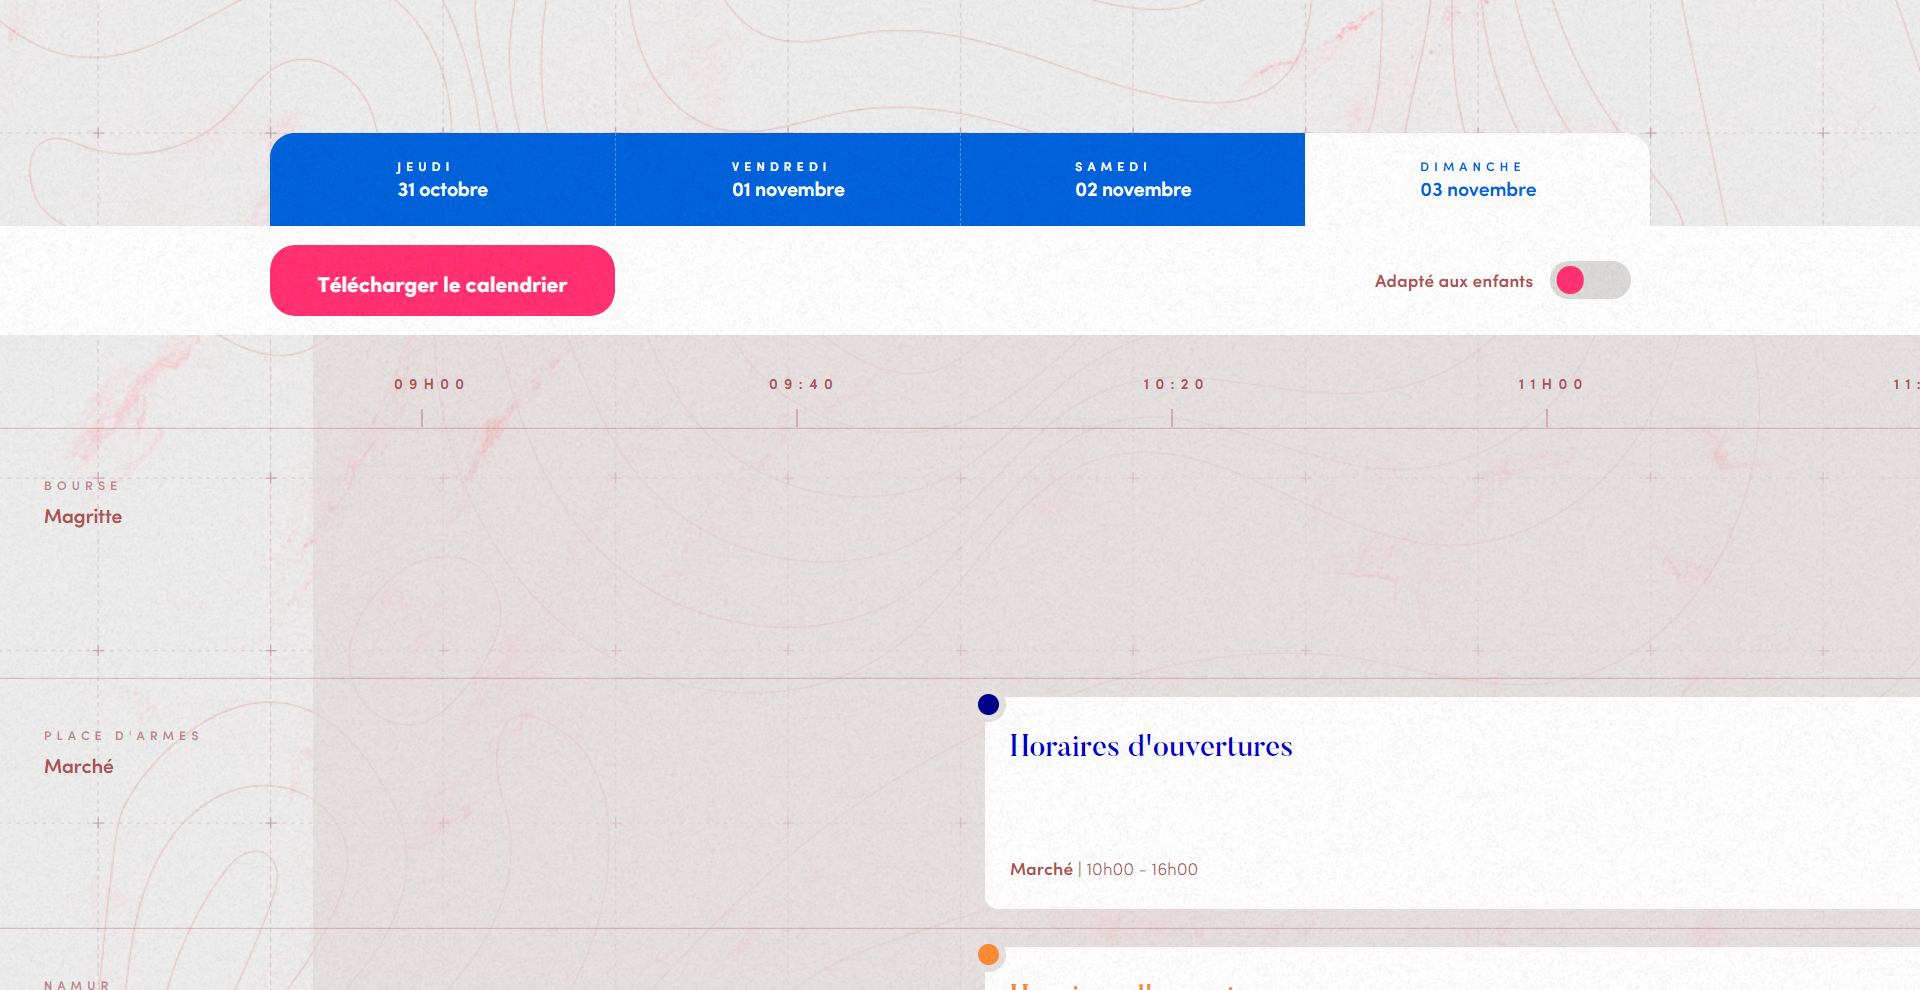 JEUDI
31 octobre
VENDREDI
01 novembre
SAMEDI
02 novembre
DIMANCHE
03 novembre
Télécharger le calendrier
Adapté aux enfants
09H00
09:40
10:20
11H00
11:
BOURSE
Magritte
PLACE D'ARMES
Marché
Horaires d'ouvertures
Marché | 10h00 - 16h00
NAMUR